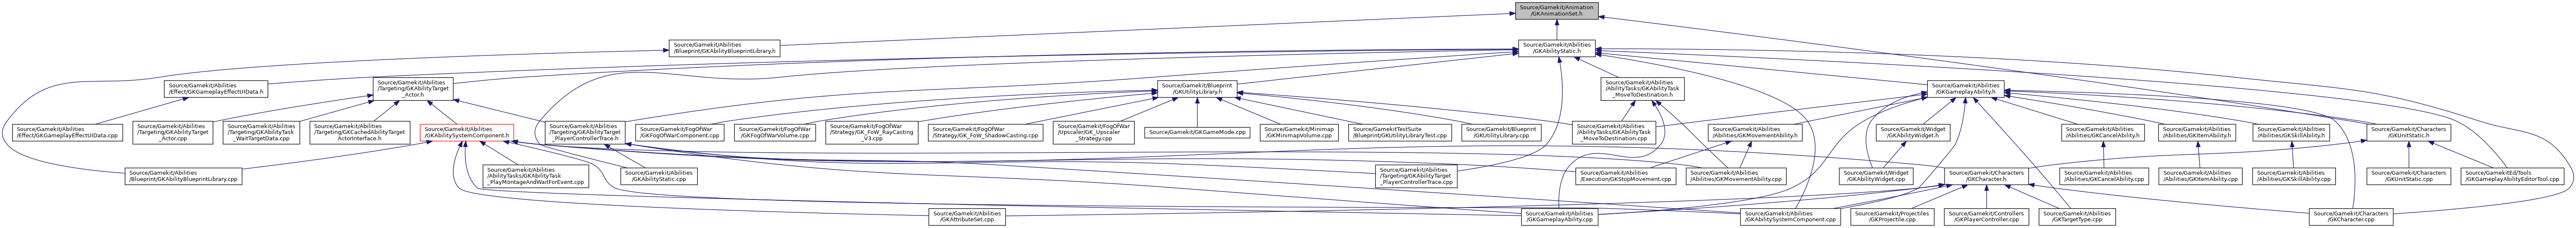 Source/Gamekit/Animation
/GKAnimationSet.h
Source/Gamekit/Abilities
/Blueprint/GKAbilityBlueprintLibrary.h
Source/Gamekit/Abilities
/GKAbilityStatic.h
Source/Gamekit/Abilities
/Effect/GKGameplayEffectUIData.h
Source/Gamekit/Abilities
/Targeting/GKAbilityTarget
_Actor.h
Source/Gamekit/Blueprint
/GKUtilityLibrary.h
Source/Gamekit/Abilities
/AbilityTasks/GKAbilityTask
_MoveToDestination.h
Source/Gamekit/Abilities
/GKGameplayAbility.h
Source/Gamekit/Abilities
/Effect/GKGameplayEffectUIData.cpp
Source/Gamekit/Abilities
/Targeting/GKAbilityTarget
_Actor.cpp
Source/Gamekit/Abilities
/Targeting/GKAbilityTask
_WaitTargetData.cpp
Source/Gamekit/Abilities
/Targeting/GKCachedAbilityTarget
_ActorInterface.h
Source/Gamekit/Abilities
/GKAbilitySystemComponent.h
Source/Gamekit/Abilities
/Targeting/GKAbilityTarget
_PlayerControllerTrace.h
Source/Gamekit/FogOfWar
/GKFogOfWarComponent.cpp
Source/Gamekit/FogOfWar
/GKFogOfWarVolume.cpp
Source/Gamekit/FogOfWar
/Strategy/GK_FoW_RayCasting
_V3.cpp
Source/Gamekit/FogOfWar
/Strategy/GK_FoW_ShadowCasting.cpp
Source/Gamekit/FogOfWar
/Upscaler/GK_Upscaler
_Strategy.cpp
Source/Gamekit/GKGameMode.cpp
Source/Gamekit/Minimap
/GKMinimapVolume.cpp
Source/GamekitTestSuite
/Blueprint/GKUtilityLibraryTest.cpp
Source/Gamekit/Blueprint
/GKUtilityLibrary.cpp
Source/Gamekit/Abilities
/AbilityTasks/GKAbilityTask
_MoveToDestination.cpp
Source/Gamekit/Abilities
/Abilities/GKMovementAbility.h
Source/Gamekit/Widget
/GKAbilityWidget.h
Source/Gamekit/Abilities
/Abilities/GKCancelAbility.h
Source/Gamekit/Abilities
/Abilities/GKItemAbility.h
Source/Gamekit/Abilities
/Abilities/GKSkillAbility.h
Source/Gamekit/Characters
/GKUnitStatic.h
Source/Gamekit/Abilities
/Blueprint/GKAbilityBlueprintLibrary.cpp
Source/Gamekit/Abilities
/AbilityTasks/GKAbilityTask
_PlayMontageAndWaitForEvent.cpp
Source/Gamekit/Abilities
/GKAbilityStatic.cpp
Source/Gamekit/Abilities
/Targeting/GKAbilityTarget
_PlayerControllerTrace.cpp
Source/Gamekit/Abilities
/Execution/GKStopMovement.cpp
Source/Gamekit/Abilities
/Abilities/GKMovementAbility.cpp
Source/Gamekit/Widget
/GKAbilityWidget.cpp
Source/Gamekit/Characters
/GKCharacter.h
Source/Gamekit/Abilities
/Abilities/GKCancelAbility.cpp
Source/Gamekit/Abilities
/Abilities/GKItemAbility.cpp
Source/Gamekit/Abilities
/Abilities/GKSkillAbility.cpp
Source/Gamekit/Characters
/GKUnitStatic.cpp
Source/GamekitEd/Tools
/GKGameplayAbilityEditorTool.cpp
Source/Gamekit/Abilities
/GKAttributeSet.cpp
Source/Gamekit/Abilities
/GKGameplayAbility.cpp
Source/Gamekit/Abilities
/GKAbilitySystemComponent.cpp
Source/Gamekit/Projectiles
/GKProjectile.cpp
Source/Gamekit/Controllers
/GKPlayerController.cpp
Source/Gamekit/Abilities
/GKTargetType.cpp
Source/Gamekit/Characters
/GKCharacter.cpp